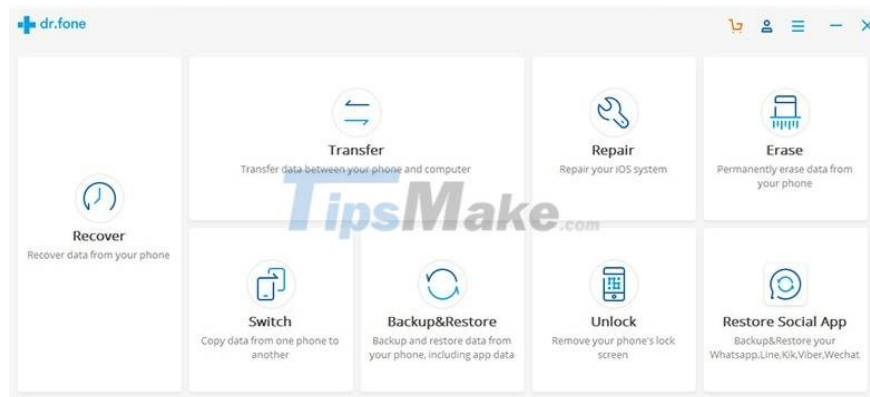 dr.fone
Recover
Recover data from your phone
Transfer
Transfer data between your phone and computer
Repair
Repair your iOS system
Erase
Permanently erase data from
your phone
TipsMake.com
Switch
Copy data from one phone to
another
Backup&Restore
Backup and restore data from
your phone, including app data
Unlock
Remove your phone's lock
screen
Restore Social App
Backup&Restore your
Whatsapp,Line,Kik,Viber,Wechat